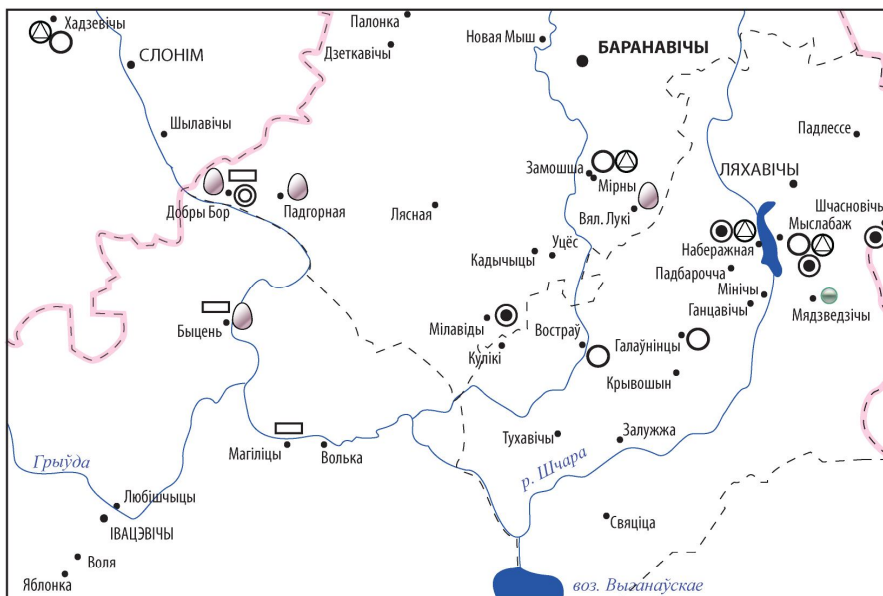 Хадзевічы
Палонка
Новая Мыш
СЛОНІМ
Дзеткавічы
БАРАНАВІЧЫ
Шылавічы
Падлессе
Замошша
Мірны
ЛЯХАВІЧЫ
Добры Бор
Падгорная
Лясная
Вял. Лукі
Шчасновічы
Мыслабаж
Уцёс
Набережная
Кадычыцы
Падбарочча
Мінічы
Ганцавічы
Мядзведзічы
Быцень
Мілавіды
Востраў
Галаўнінцы
Кулікі
Крывошын
Тухавічы
Залужжа
Магіліцы
Волька
Грыўда
р. Шчара
Любішчыцы
ІВАЦЭВІЧЫ
Свяціца
Воля
Яблонка
воз. Выганаўскае